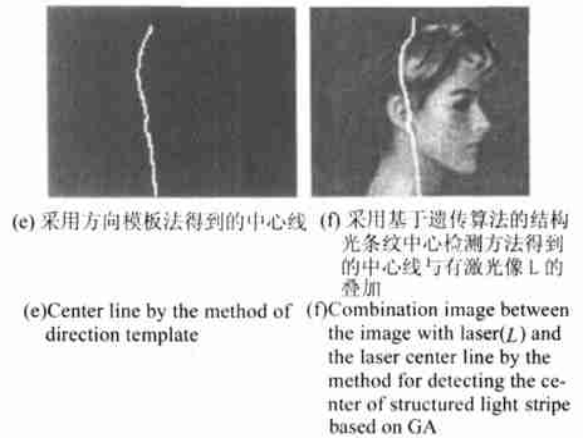 (e) 采用方向模板法得到的中心线
(f) 采用基于遗传算法的结构
光条纹中心检测方法得到
的中心线与有激光像 L 的
叠加
(e)Center line by the method of
direction template
(f)Combination image between
the image with laser(L) and
the laser center line by the
method for detecting the ce-
nter of structured light stripe
based on GA